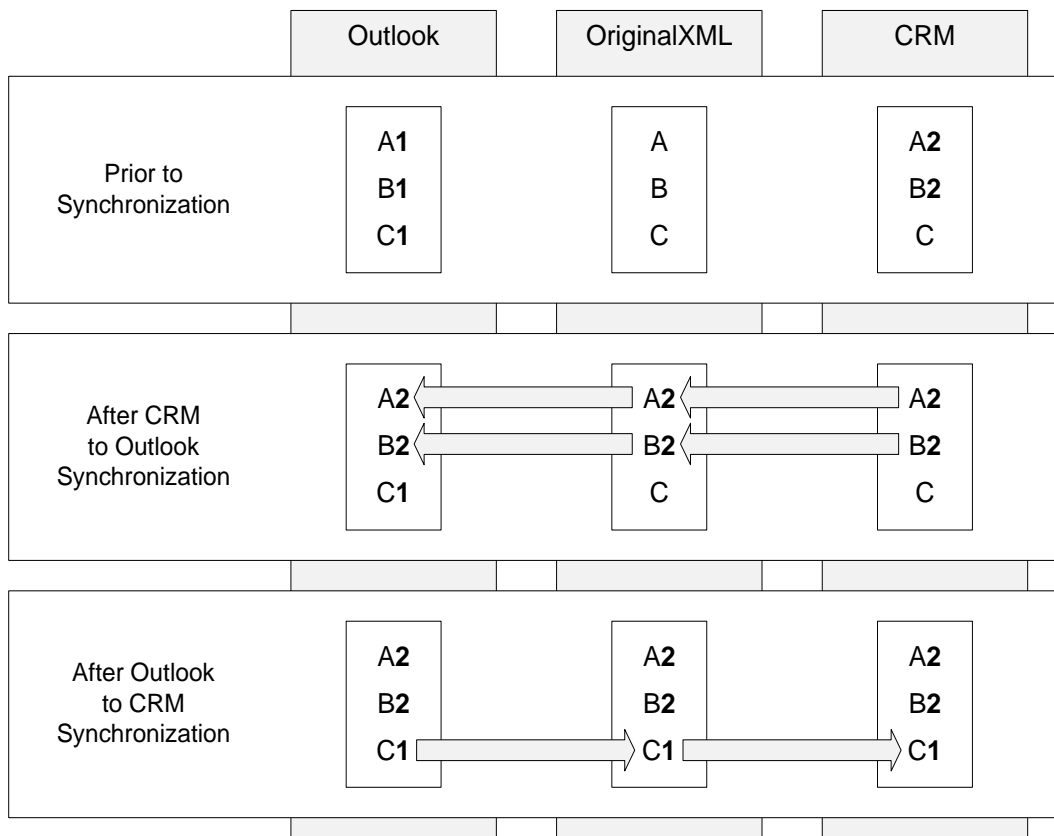 Outlook
OriginalXML
CRM
Prior to
Synchronization
A1
B1
C1
A
B
C
A2
B2
C
After CRM
to Outlook
Synchronization
A2
B2
C1
A2
B2
C
A2
B2
C
After Outlook
to CRM
Synchronization
A2
B2
C1
A2
B2
C1
A2
B2
C1